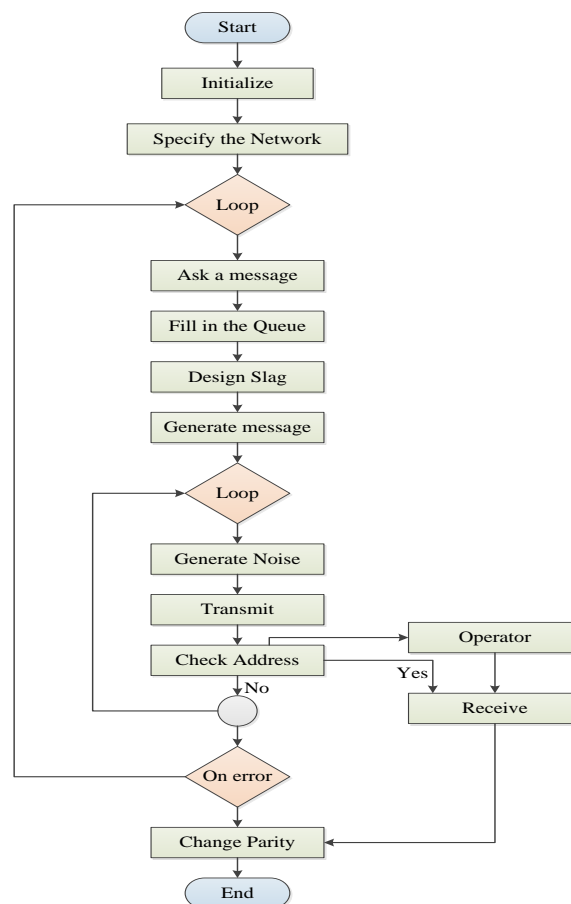 Start
Initialize
Specify the Network
Loop
Ask a message
Fill in the Queue
Design Slag
Generate message
Loop
Generate Noise
Transmit
Operator
Check Address
Yes
No
Receive
On error
Change Parity
End